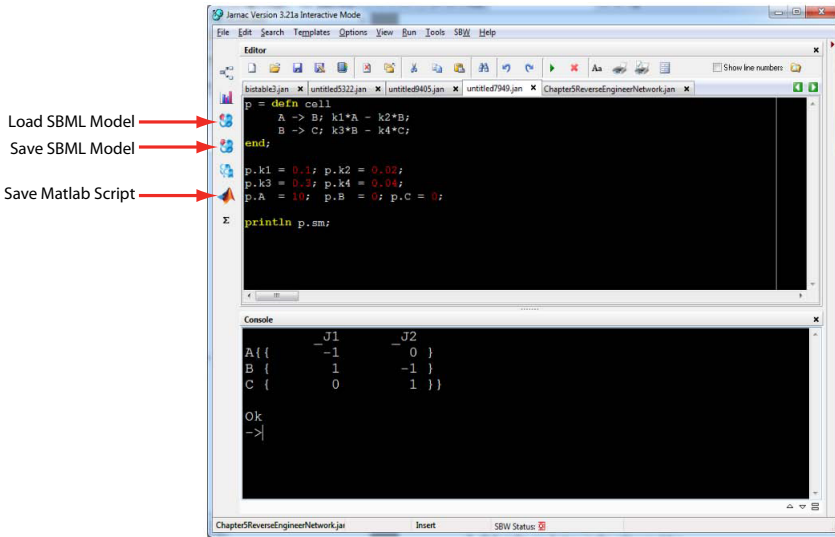 Jarnac Version 3.21a Interactive Mode
File Edit Search Templates Options View Run Tools SBW Help
Editor
Aa
Show line numbers
bistable3.jan untitled5322.jan untitled9405.jan untitled7949.jan Chapter5ReverseEngineerNetwork.jan
Load SBML Model
Save SBML Model
Save Matlab Script
Σ
p = defn cell
A -> B; k1*A - k2*B;
B -> C; k3*B - k4*C;
end;
p.k1 = 0.1; p.k2 = 0.02;
p.k3 = 0.3; p.k4 = 0.04;
p.A = 10; p.B = 0; p.C = 0;
println p.sm;
Console
_J1 _J2
A{{ -1 0 }
B { 1 -1 }
C { 0 1 }}
Ok
->
Chapter5ReverseEngineerNetwork.jar Insert SBW Status: